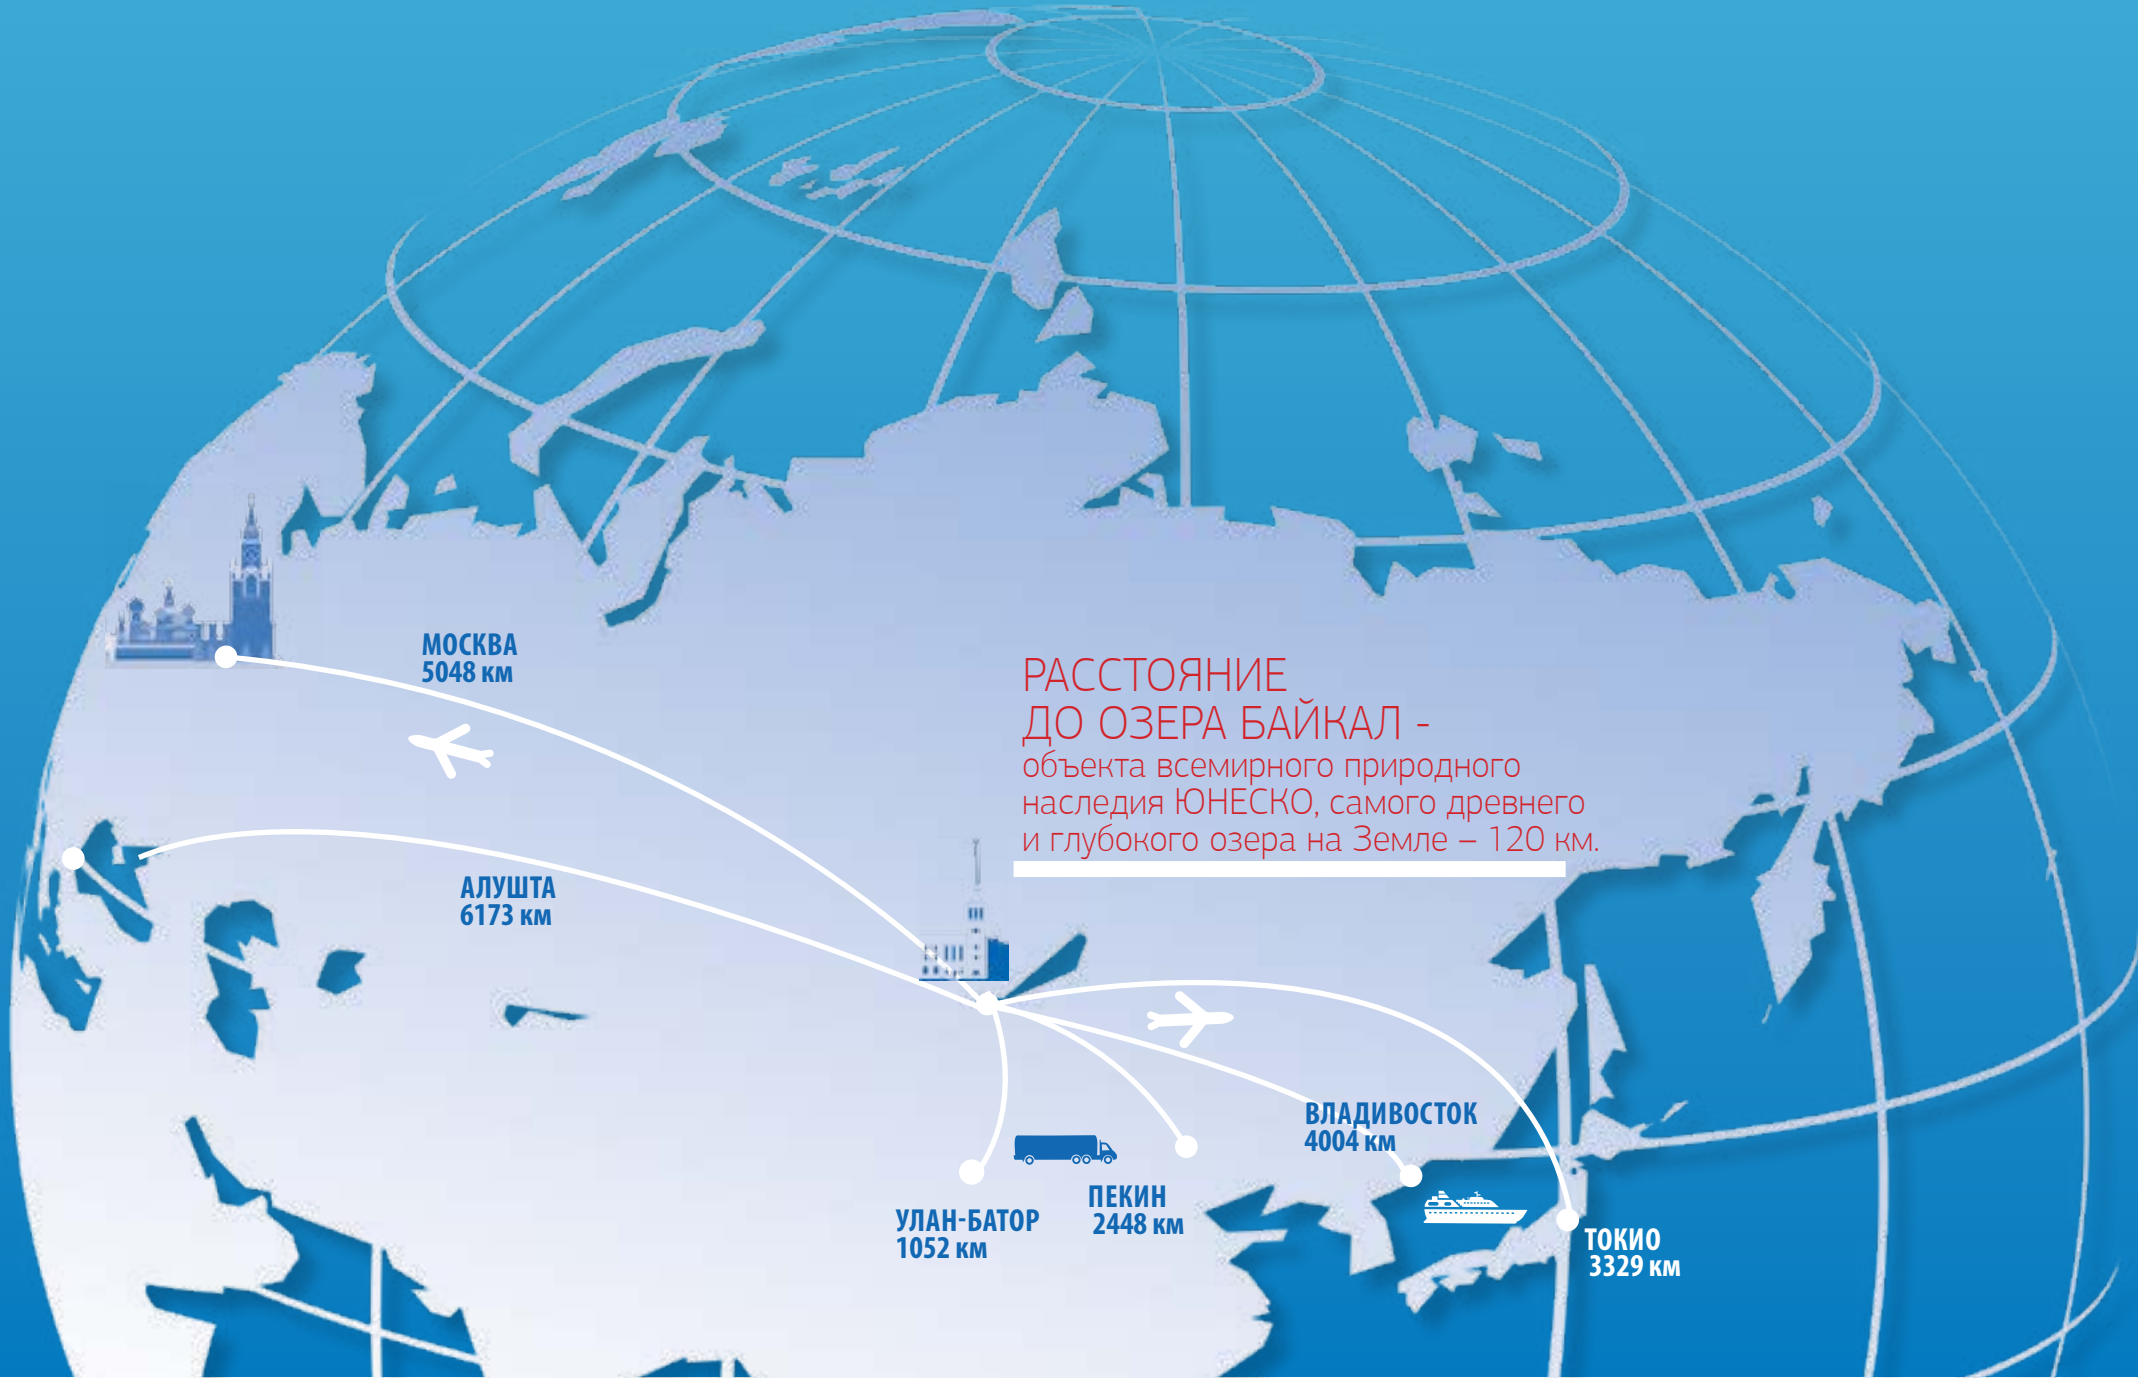 МОСКВА
5048 км
РАССТОЯНИЕ
ДО ОЗЕРА БАЙКАЛ -
объекта всемирного природного
наследия ЮНЕСКО, самого древнего
и глубокого озера на Земле – 120 км.
АЛУШТА
6173 км
ВЛАДИВОСТОК
4004 км
ПЕКИН
2448 км
УЛАН-БАТОР
1052 км
ТОКИО
3329 км